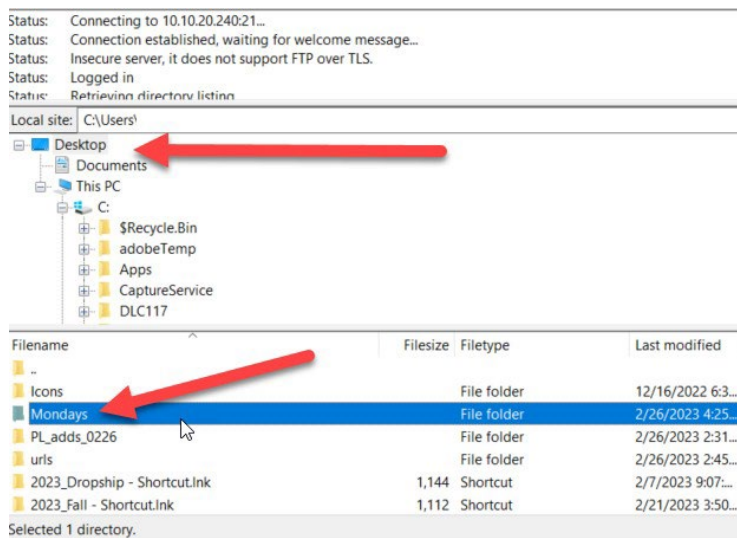 Status: Connecting to 10.10.20.240:21...
Status: Connection established, waiting for welcome message...
Status: Insecure server, it does not support FTP over TLS.
Status: Logged in
Status: Retrieving directory listing
Local site: C:\Users\
Desktop
Documents
This PC
C:
$Recycle.Bin
adobeTemp
Apps
CaptureService
DLC117
Filename Filesize Filetype Last modified
..
Icons File folder 12/16/2022 6:3...
Mondays File folder 2/26/2023 4:25...
PL_adds_0226 File folder 2/26/2023 2:31...
urls File folder 2/26/2023 2:45...
2023_Dropship - Shortcut.lnk 1,144 Shortcut 2/7/2023 9:07:...
2023_Fall - Shortcut.lnk 1,112 Shortcut 2/21/2023 3:50...
Selected 1 directory.